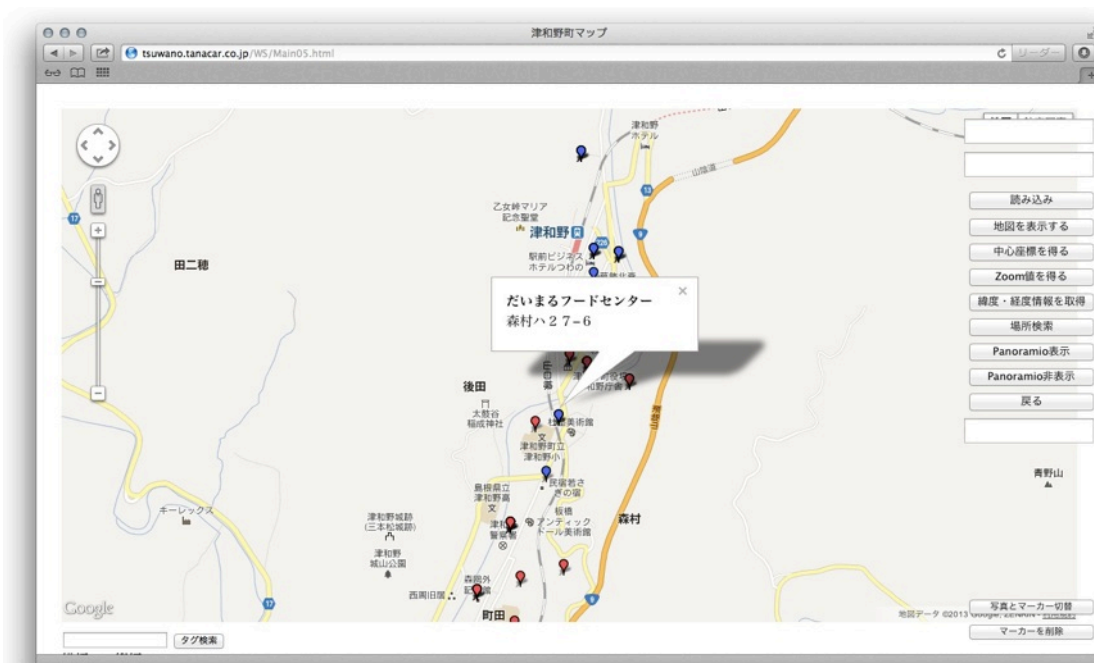 津和野町マップ
tsuwano.tanacar.co.jp/WS/Main05.html
リーダー
津和野
ホテル
山陰道
13
17
9
乙女峠マリア
記念聖堂
津和野
駅前ビジネス
ホテルつわの
田二穂
だいまるフードセンター
森村ハ２７−６
後田
太鼓谷
稲成神社
津和野町立
津和野小
島根県立
津和野高
民宿若さ
ぎの宿
板橋
アンティック
ドール美術館
森村
青野山
キーレックス
津和野城跡
(三本松城跡)
津和野
城山公園
警察署
西周旧居
町田
17
9
Google
地図データ ©2013 Google, ZENRIN
読み込み
地図を表示する
中心座標を得る
Zoom値を得る
緯度・経度情報を取得
場所検索
Panoramio表示
Panoramio非表示
戻る
写真とマーカー切替
マーカーを削除
タグ検索